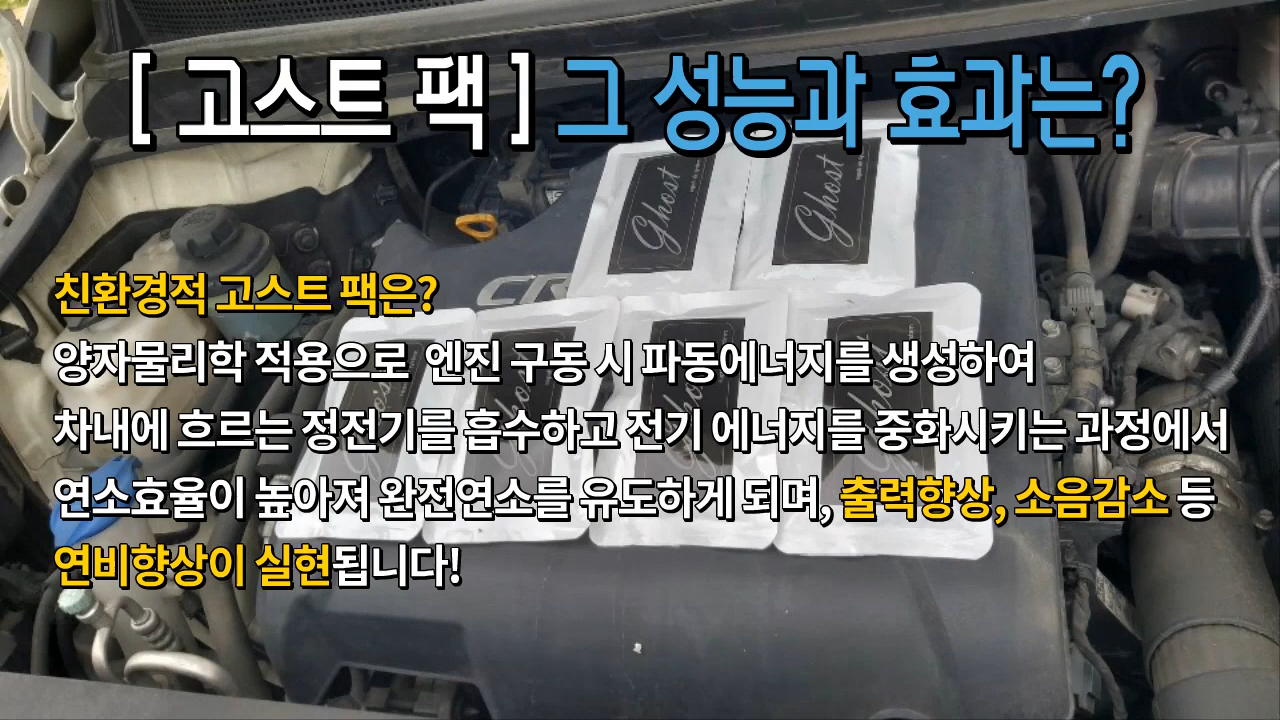 [ 고스트 팩 ] 그 성능과 효과는?
Ghost
Ghost
친환경적 고스트 팩은?
양자물리학 적용으로 엔진 구동 시 파동에너지를 생성하여
차내에 흐르는 정전기를 흡수하고 전기 에너지를 중화시키는 과정에서
연소효율이 높아져 완전연소를 유도하게 되며, 출력향상, 소음감소 등
연비향상이 실현됩니다!
CR
Ghost
Ghost
Ghost
Ghost